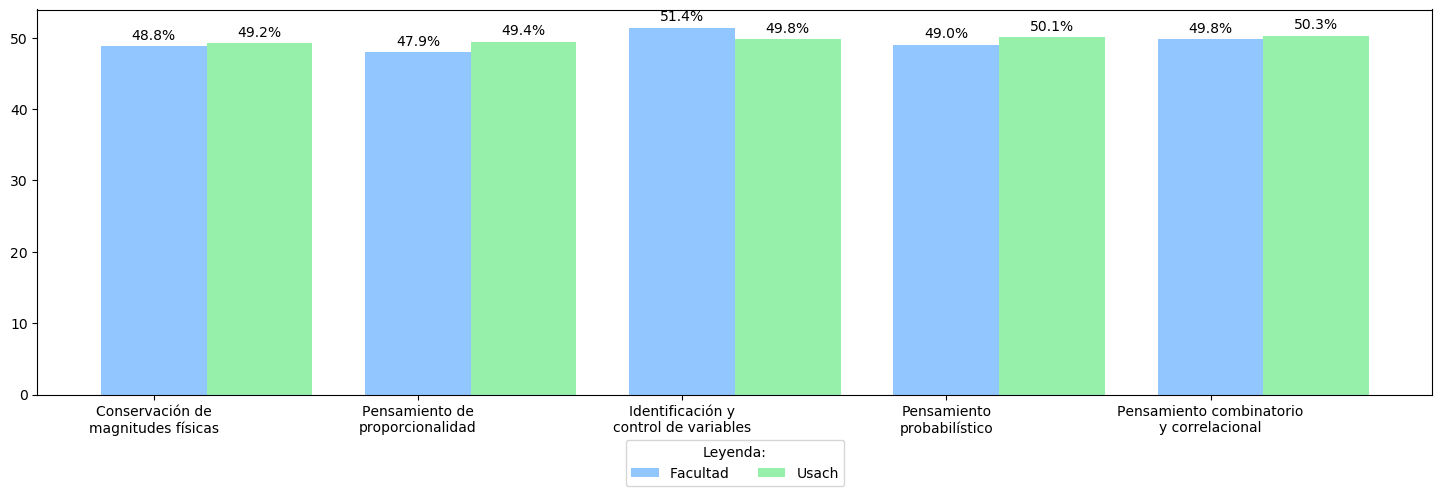 48.8%
49.2%
47.9%
49.4%
51.4%
49.8%
49.0%
50.1%
49.8%
50.3%
50
40
30
20
10
0
Conservación de
magnitudes físicas
Pensamiento de
proporcionalidad
Identificación y
control de variables
Pensamiento
probabilístico
Pensamiento combinatorio
y correlacional
Leyenda:
Facultad
Usach